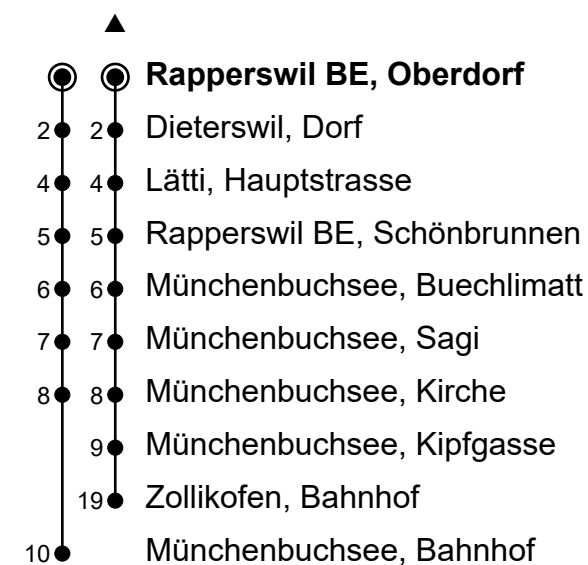 ▲
Rapperswil BE, Oberdorf
2 2 Dieterswil, Dorf
4 4 Lätti, Hauptstrasse
5 5 Rapperswil BE, Schönbrunnen
6 6 Münchenbuchsee, Buechlimatt
7 7 Münchenbuchsee, Sagi
8 8 Münchenbuchsee, Kirche
9 Münchenbuchsee, Kipfgasse
19 Zollikofen, Bahnhof
10 Münchenbuchsee, Bahnhof